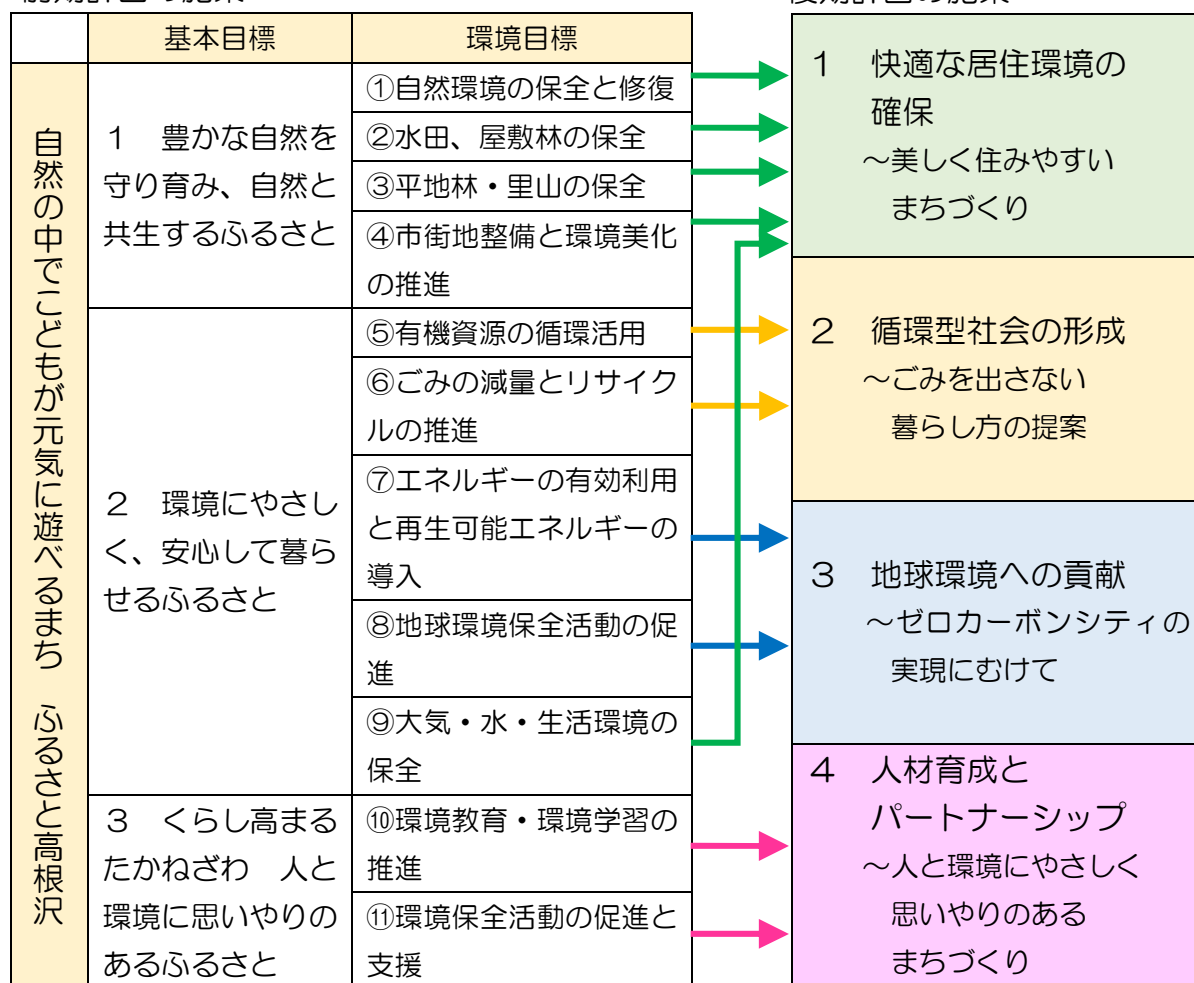 基本目標
環境目標
自然の中でこどもが元気に遊べるまち　ふるさと高根沢
１　豊かな自然を
守り育み、自然と
共生するふるさと
①自然環境の保全と修復
②水田、屋敷林の保全
③平地林・里山の保全
④市街地整備と環境美化
の推進
２　環境にやさし
く、安心して暮ら
せるふるさと
⑤有機資源の循環活用
⑥ごみの減量とリサイク
ルの推進
⑦エネルギーの有効利用
と再生可能エネルギーの
導入
⑧地球環境保全活動の促
進
⑨大気・水・生活環境の
保全
３　くらし高まる
たかねざわ　人と
環境に思いやりの
あるふるさと
⑩環境教育・環境学習の
推進
⑪環境保全活動の促進と
支援
１　快適な居住環境の
確保
～美しく住みやすい
まちづくり
２　循環型社会の形成
～ごみを出さない
暮らし方の提案
３　地球環境への貢献
～ゼロカーボンシティの
実現にむけて
４　人材育成と
パートナーシップ
～人と環境にやさしく
思いやりのある
まちづくり